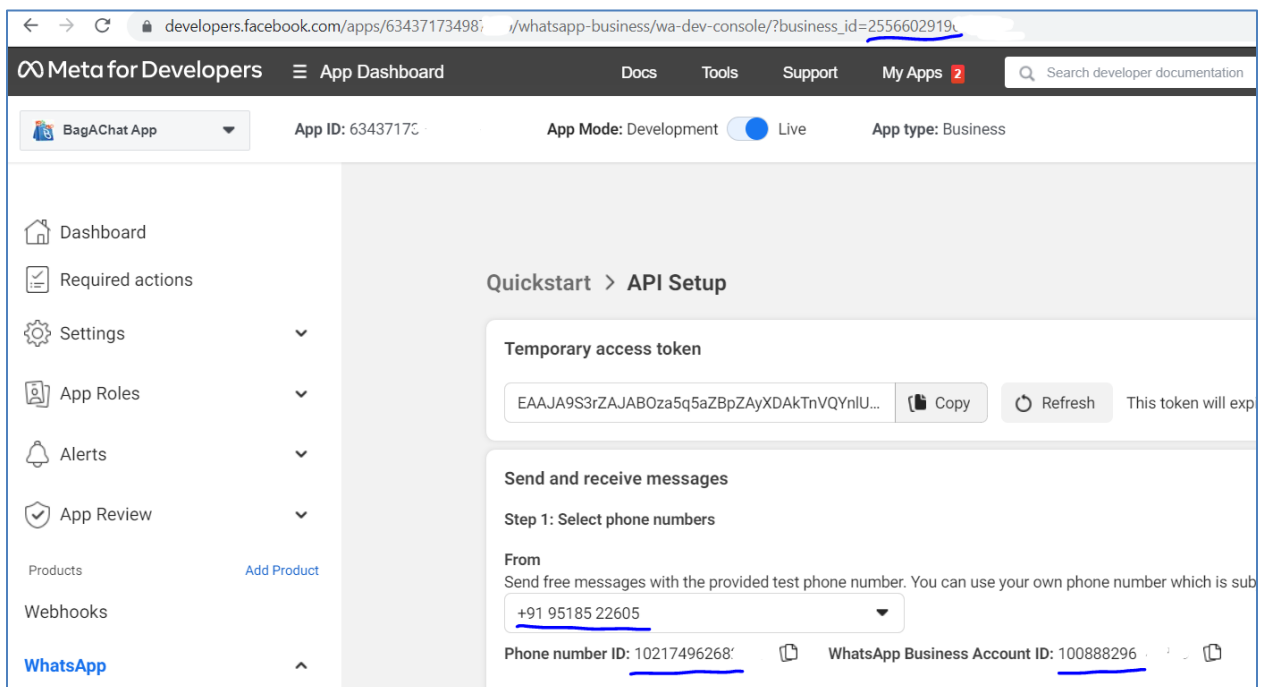 developers.facebook.com/apps/63437173498 /whatsapp-business/wa-dev-console/?business_id=2556602919
Meta for Developers App Dashboard Docs Tools Support My Apps 2 Search developer documentation
BagAChat App App ID: 6343717 App Mode: Development Live App type: Business
Dashboard
Required actions
Settings
App Roles
Alerts
App Review
Products Add Product
Webhooks
WhatsApp
Quickstart > API Setup
Temporary access token
EAAJA9S3rZAJABOza5q5aZBpZAyXDAkTnVQYnlU... Copy Refresh This token will exp
Send and receive messages
Step 1: Select phone numbers
From
Send free messages with the provided test phone number. You can use your own phone number which is sub
+91 95185 22605
Phone number ID: 10217496268 WhatsApp Business Account ID: 100888296